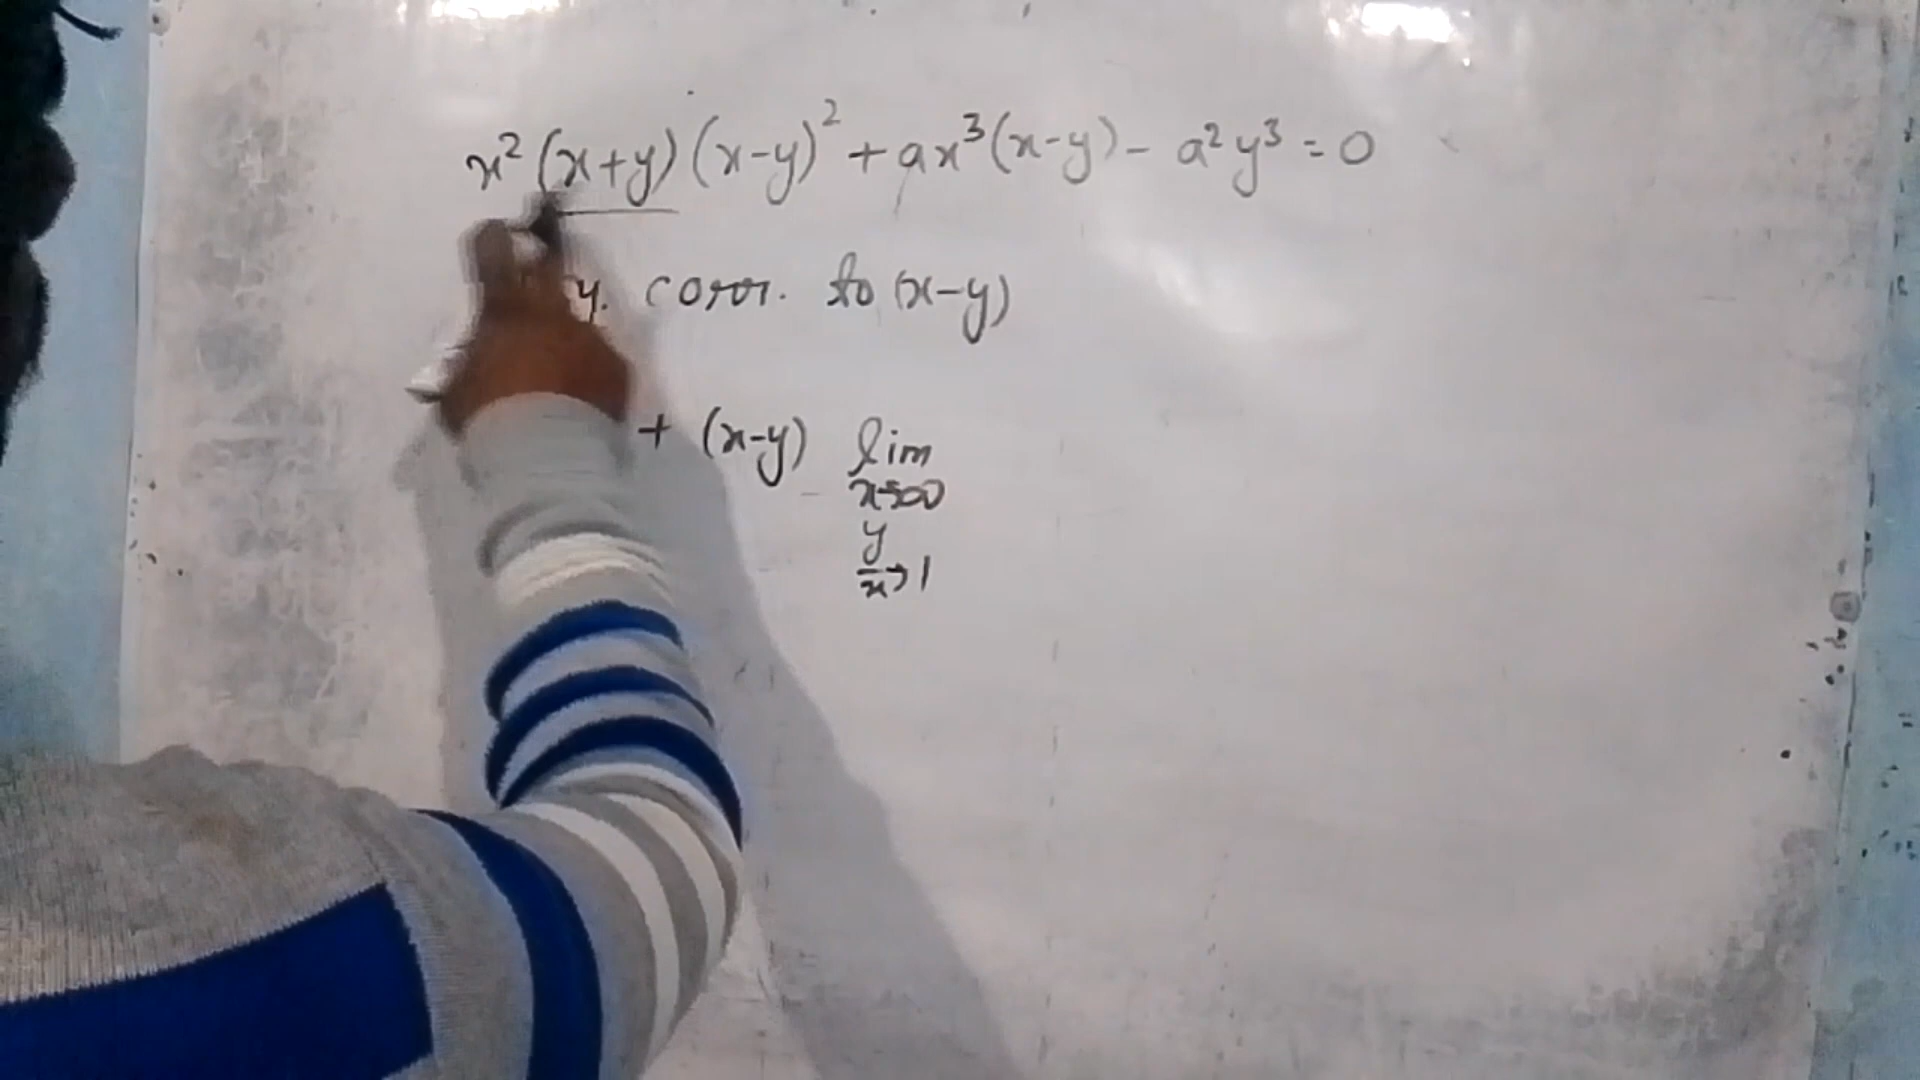 x² (x+y) (x-y)² + ax³(x-y) - a²y³ = 0
y. corr. to (x-y)
+ (x-y) lim
x→∞
y
x →1